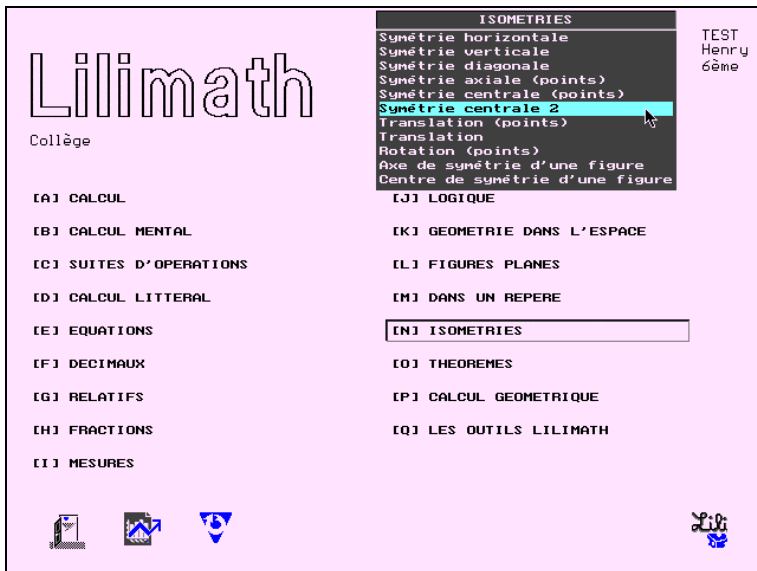 Lilimath
Collège
ISOMETRIES
Symétrie horizontale
Symétrie verticale
Symétrie diagonale
Symétrie axiale (points)
Symétrie centrale (points)
Symétrie centrale 2
Translation (points)
Translation
Rotation (points)
Axe de symétrie d'une figure
Centre de symétrie d'une figure
TEST
Henry
6ème
[A] CALCUL
[B] CALCUL MENTAL
[C] SUITES D'OPERATIONS
[D] CALCUL LITTERAL
[E] EQUATIONS
[F] DECIMAUX
[G] RELATIFS
[H] FRACTIONS
[I] MESURES
[J] LOGIQUE
[K] GEOMETRIE DANS L'ESPACE
[L] FIGURES PLANES
[M] DANS UN REPERE
[N] ISOMETRIES
[O] THEOREMES
[P] CALCUL GEOMETRIQUE
[Q] LES OUTILS LILIMATH
Lili